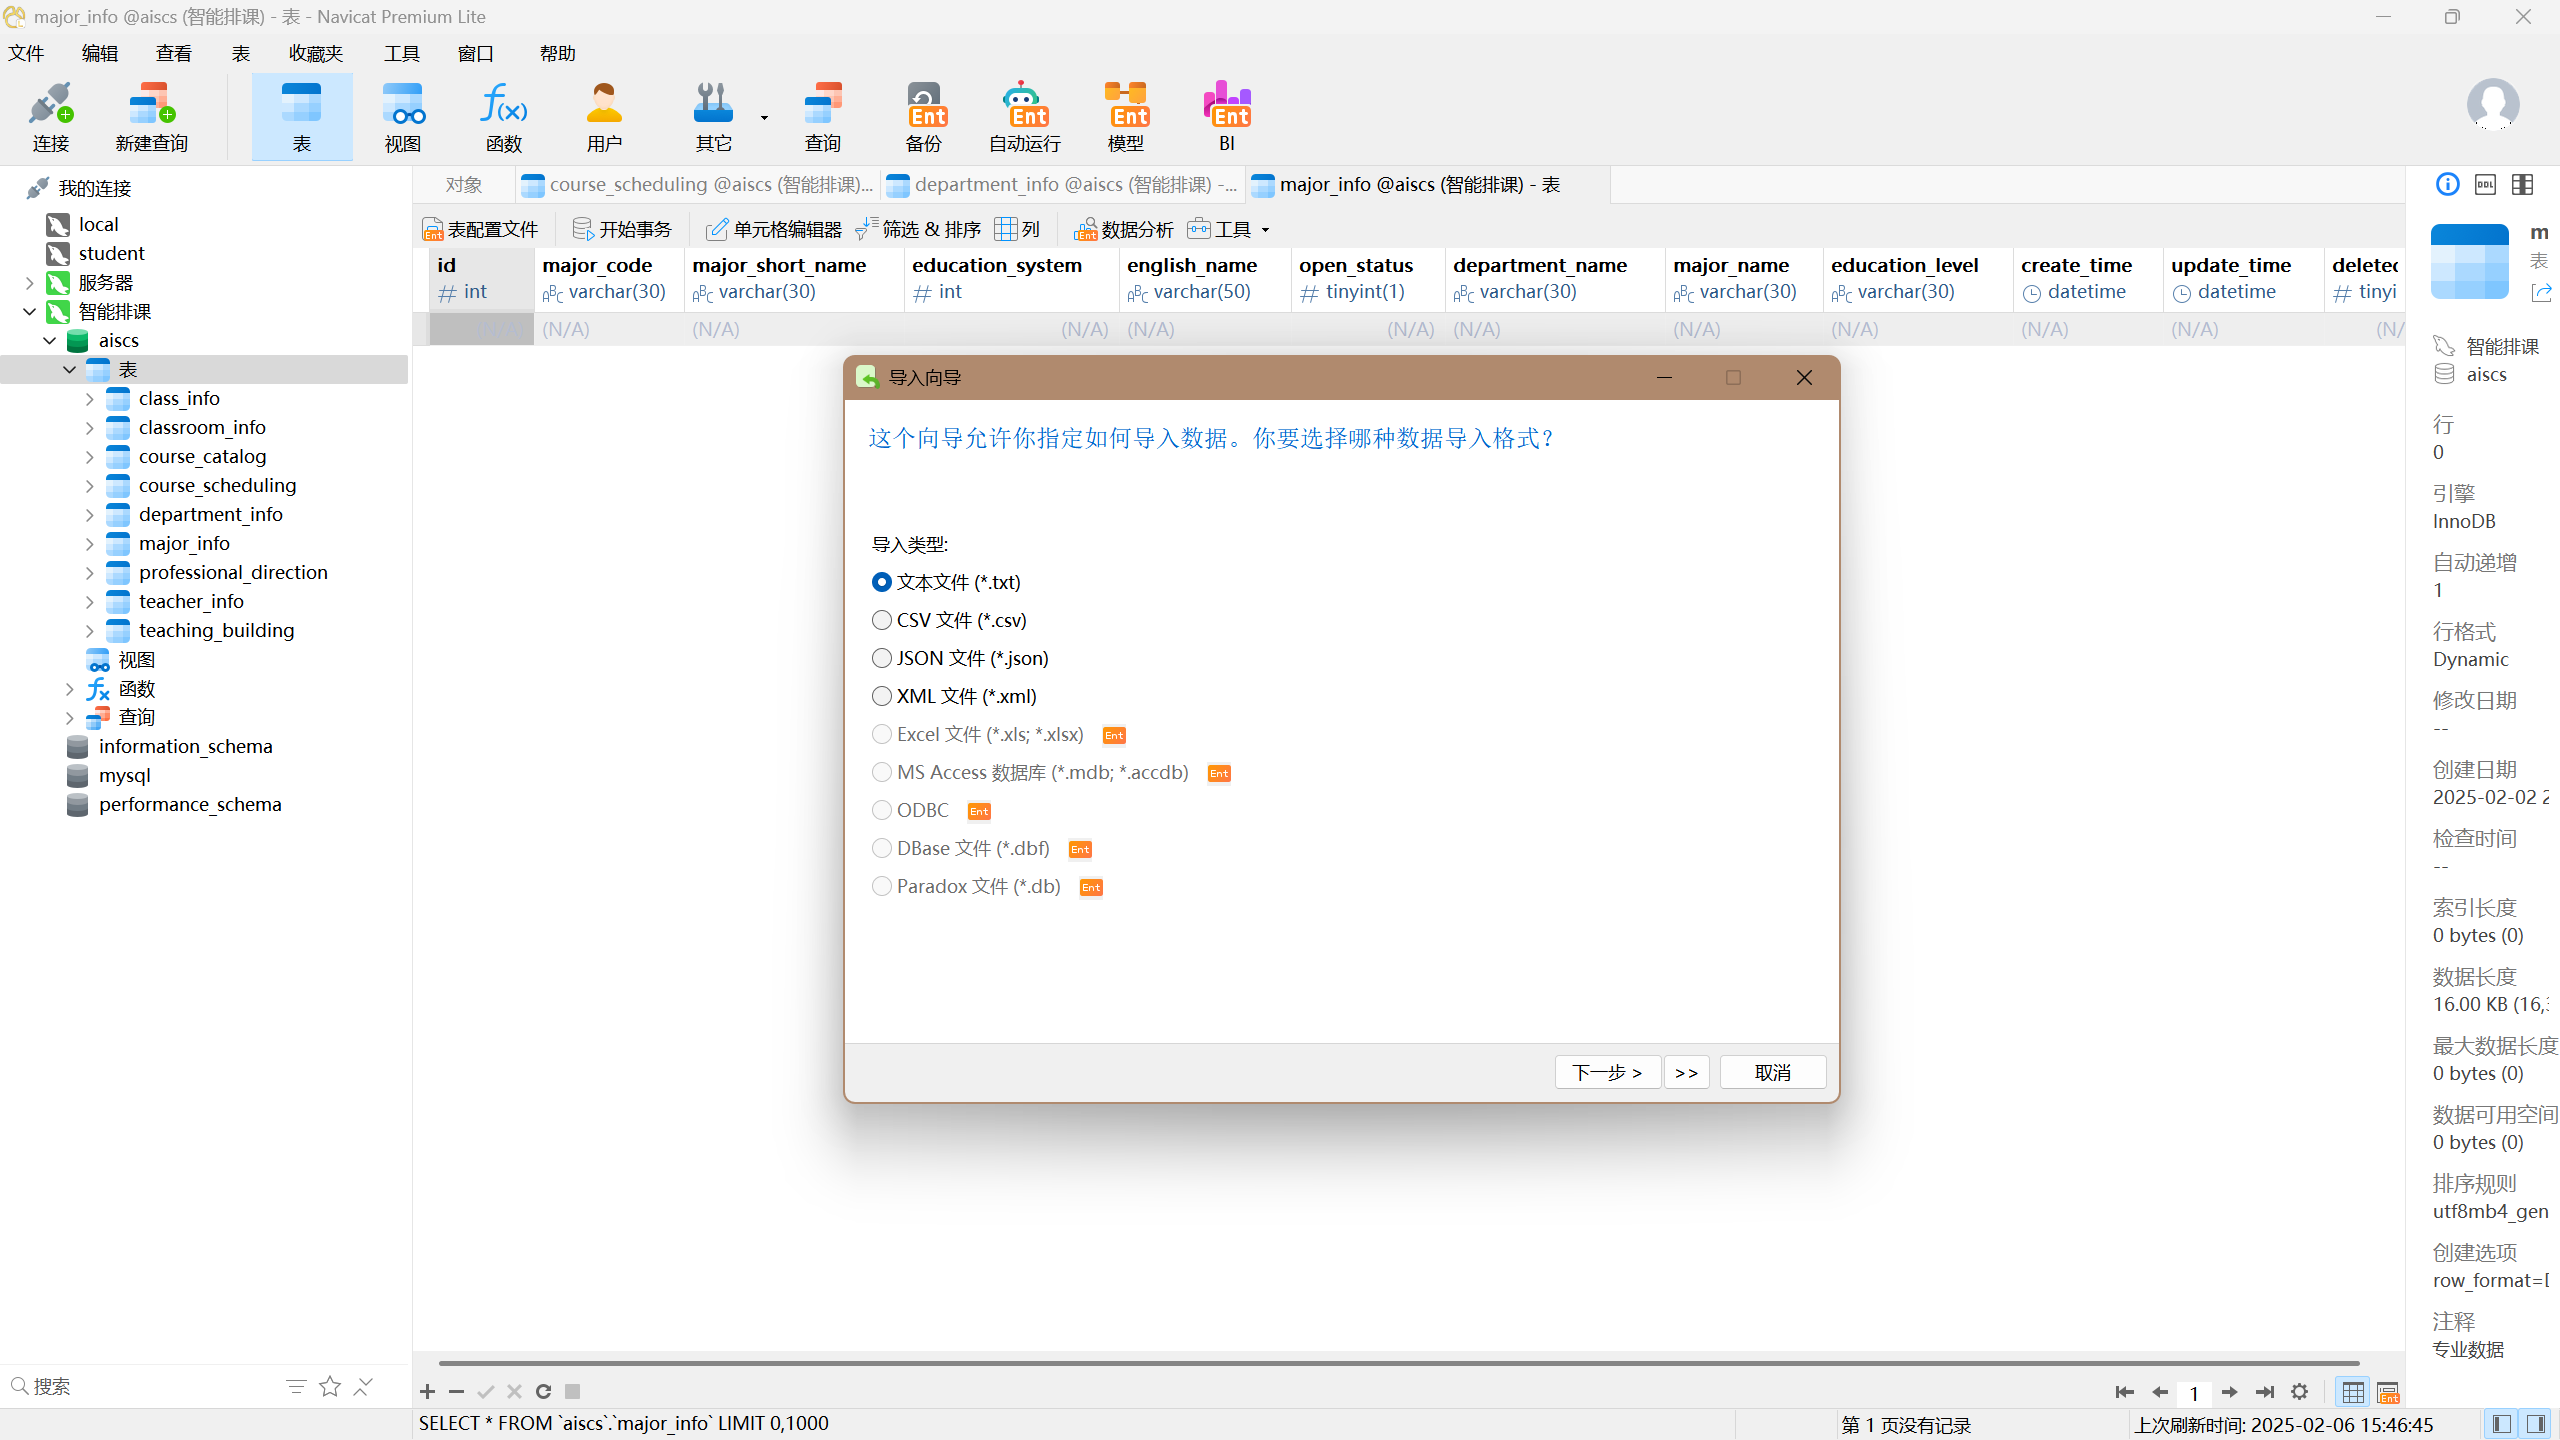 major_info @aiscs (智能排课) - 表 - Navicat Premium Lite
文件 编辑 查看 表 收藏夹 工具 窗口 帮助
连接 新建查询 表 视图 函数 用户 其它 查询 备份 自动运行 模型 BI
Ent Ent Ent Ent
我的连接
local
student
服务器
智能排课
aiscs
表
class_info
classroom_info
course_catalog
course_scheduling
department_info
major_info
professional_direction
teacher_info
teaching_building
视图
函数
查询
information_schema
mysql
performance_schema
搜索
对象 course_scheduling @aiscs (智能排课)... department_info @aiscs (智能排课) -... major_info @aiscs (智能排课) - 表
表配置文件 开始事务 单元格编辑器 筛选 & 排序 列 数据分析 工具
id major_code major_short_name education_system english_name open_status department_name major_name education_level create_time update_time deleted
# int ABC varchar(30) ABC varchar(30) # int ABC varchar(50) # tinyint(1) ABC varchar(30) ABC varchar(30) ABC varchar(30) datetime datetime # tinyi
(N/A) (N/A) (N/A) (N/A) (N/A) (N/A) (N/A) (N/A) (N/A) (N/A) (N/A) (N/
导入向导
这个向导允许你指定如何导入数据。你要选择哪种数据导入格式？
导入类型:
文本文件 (*.txt)
CSV 文件 (*.csv)
JSON 文件 (*.json)
XML 文件 (*.xml)
Excel 文件 (*.xls; *.xlsx) Ent
MS Access 数据库 (*.mdb; *.accdb) Ent
ODBC Ent
DBase 文件 (*.dbf) Ent
Paradox 文件 (*.db) Ent
下一步 > >> 取消
DDL
m
表
智能排课
aiscs
行
0
引擎
InnoDB
自动递增
1
行格式
Dynamic
修改日期
--
创建日期
2025-02-02 2
检查时间
--
索引长度
0 bytes (0)
数据长度
16.00 KB (16,
最大数据长度
0 bytes (0)
数据可用空间
0 bytes (0)
排序规则
utf8mb4_gen
创建选项
row_format=
注释
专业数据
1
SELECT * FROM `aiscs`.`major_info` LIMIT 0,1000
第 1 页没有记录
上次刷新时间: 2025-02-06 15:46:45